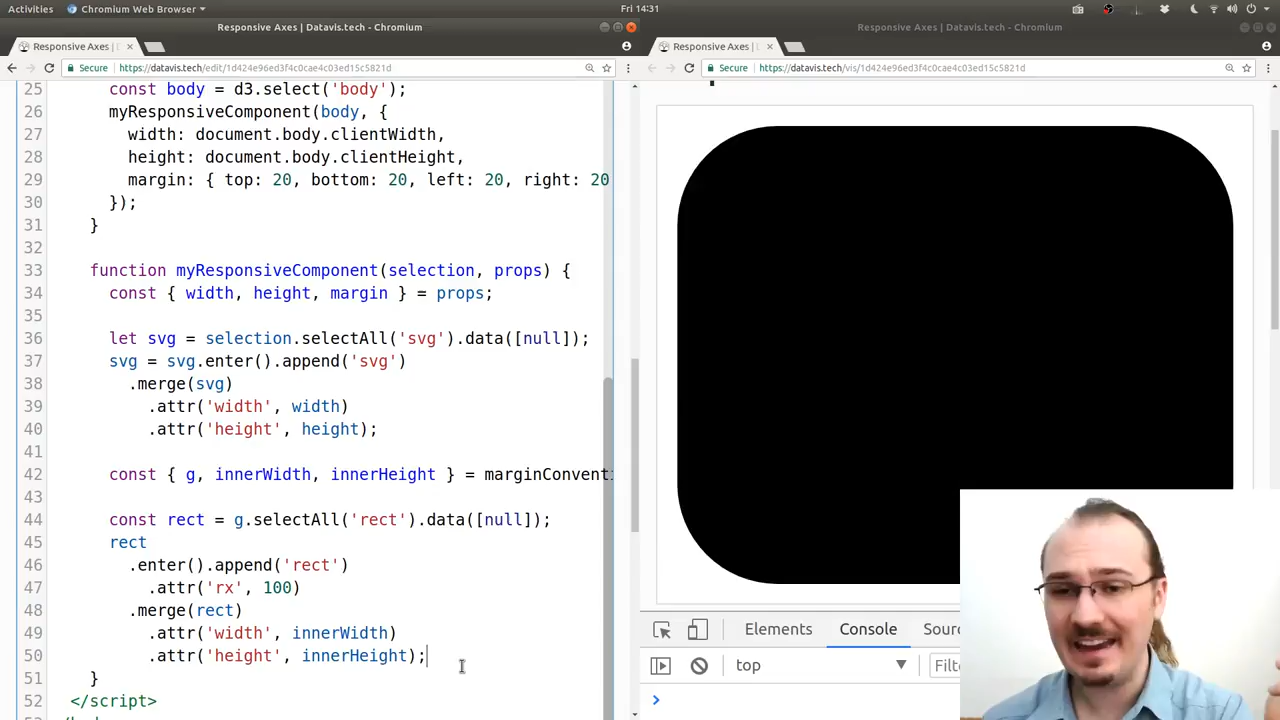 Activities Chromium Web Browser Fri 14:31
Responsive Axes | Datavis.tech - Chromium
Responsive Axes |
Secure https://datavis.tech/edit/1d424e96ed3f4c0cae4c03ed15c5821d
25 const body = d3.select('body');
26 myResponsiveComponent(body, {
27 width: document.body.clientWidth,
28 height: document.body.clientHeight,
29 margin: { top: 20, bottom: 20, left: 20, right: 20
30 });
31 }
32
33 function myResponsiveComponent(selection, props) {
34 const { width, height, margin } = props;
35
36 let svg = selection.selectAll('svg').data([null]);
37 svg = svg.enter().append('svg')
38 .merge(svg)
39 .attr('width', width)
40 .attr('height', height);
41
42 const { g, innerWidth, innerHeight } = marginConventi
43
44 const rect = g.selectAll('rect').data([null]);
45 rect
46 .enter().append('rect')
47 .attr('rx', 100)
48 .merge(rect)
49 .attr('width', innerWidth)
50 .attr('height', innerHeight);
51 }
52 </script>
Responsive Axes | Datavis.tech - Chromium
Responsive Axes |
Secure https://datavis.tech/vis/1d424e96ed3f4c0cae4c03ed15c5821d
Elements Console Sour
top Filt